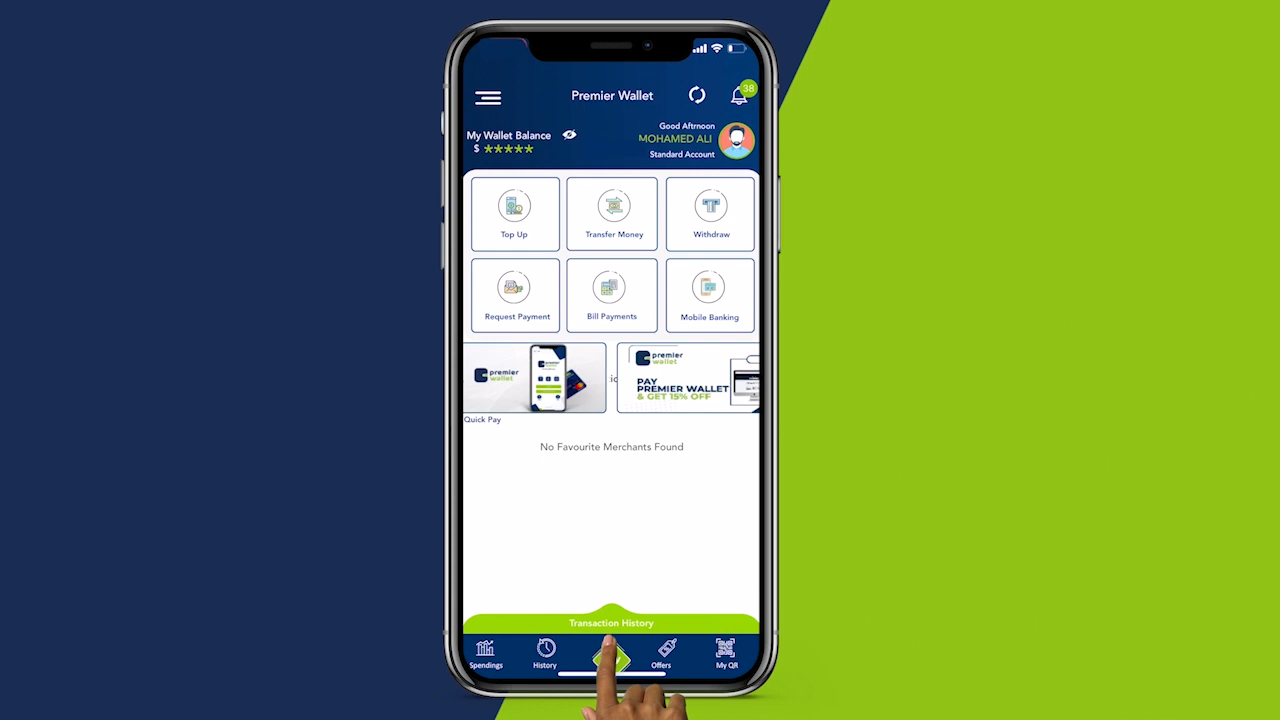 Premier Wallet
38
My Wallet Balance
$ *****
Good Aftrnoon
MOHAMED ALI
Standard Account
Top Up
Transfer Money
Withdraw
Request Payment
Bill Payments
Mobile Banking
premier
wallet
premier
wallet
PAY
PREMIER WALLET
& GET 15% OFF
Quick Pay
No Favourite Merchants Found
Transaction History
Spendings
History
Offers
My QR